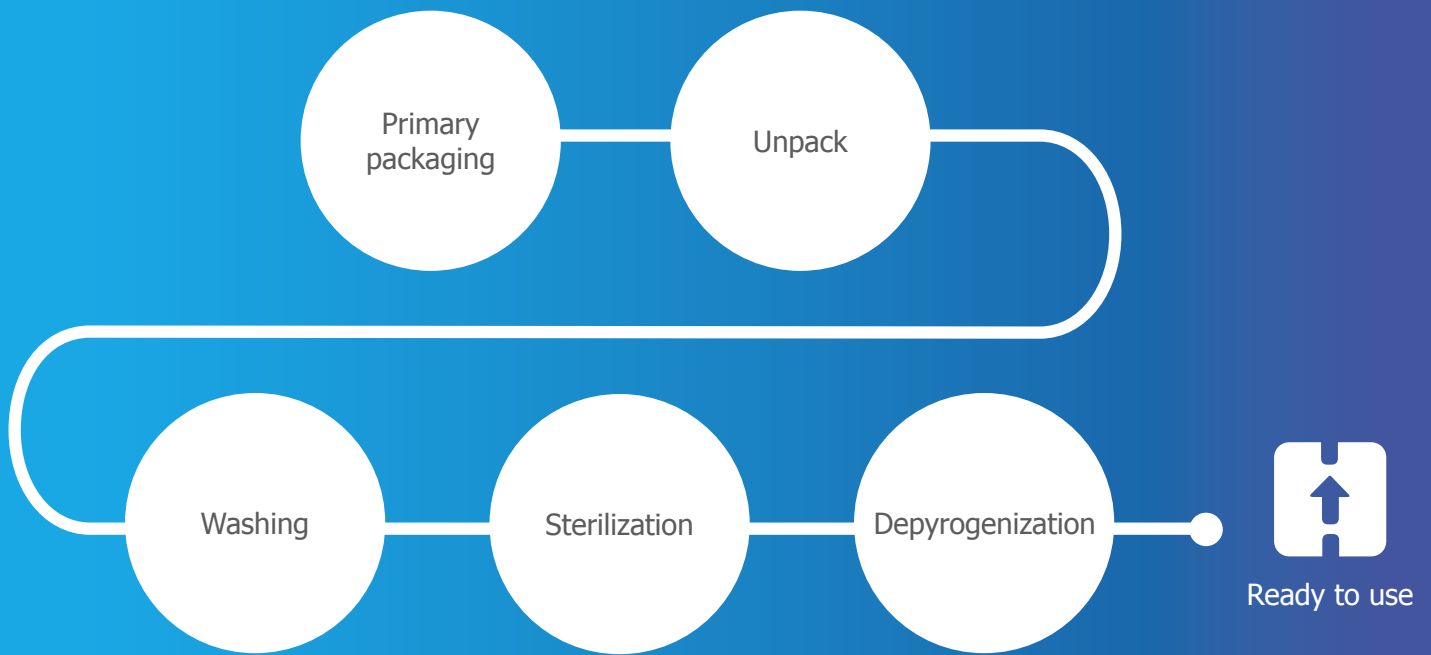 Primary
packaging
Unpack
Washing
Sterilization
Depyrogenization
Ready to use